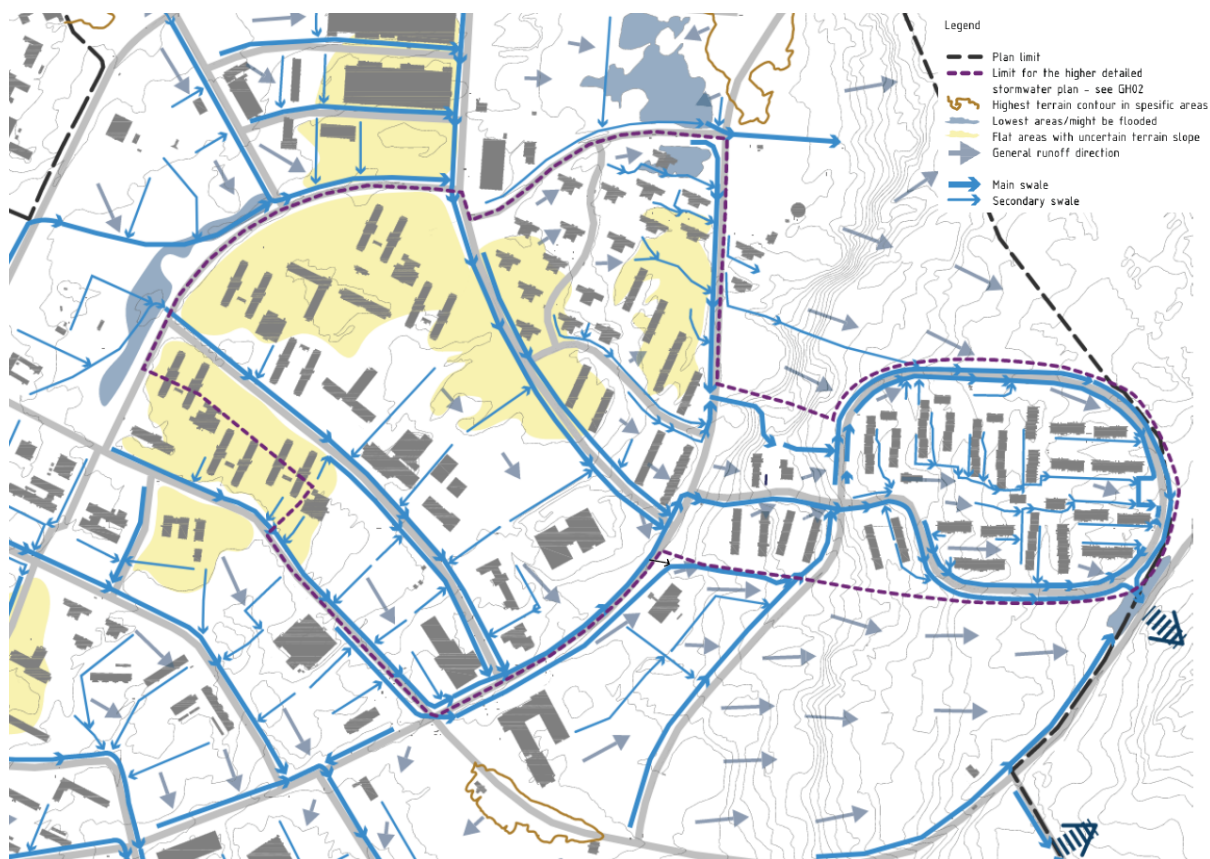 Legend
Plan limit
Limit for the higher detailed
stormwater plan - see GH02
Highest terrain contour in spesific areas
Lowest areas/might be flooded
Flat areas with uncertain terrain slope
General runoff direction
Main swale
Secondary swale